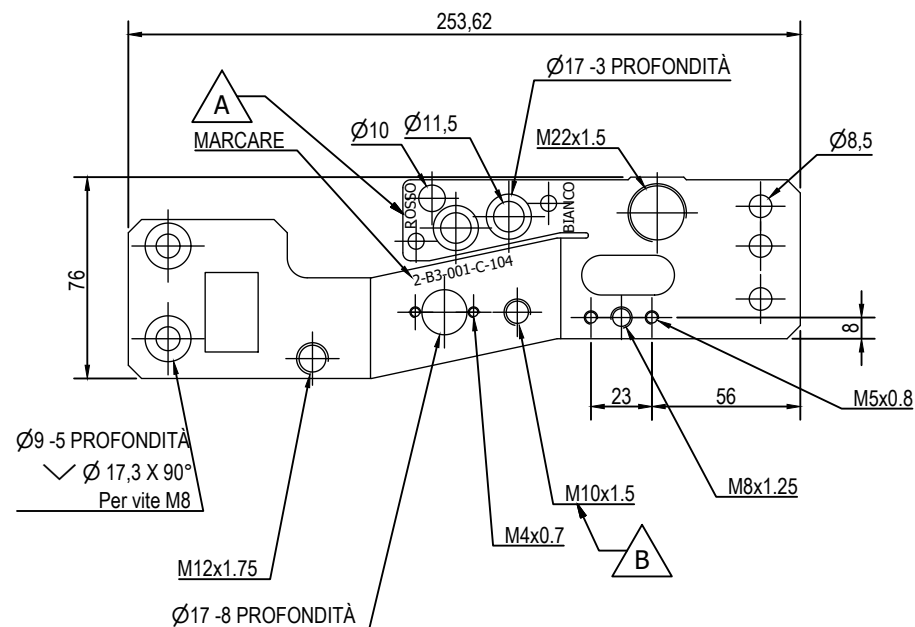 253,62
Ø17 -3 PROFONDITÀ
A
Ø11,5
MARCARE
Ø10
M22x1.5
Ø8,5
ROSSO
BIANCO
76
2-B3-001-C-104
8
23
56
M5x0.8
Ø9 -5 PROFONDITÀ
Ø 17,3 X 90°
Per vite M8
M10x1.5
M8x1.25
M4x0.7
B
M12x1.75
Ø17 -8 PROFONDITÀ